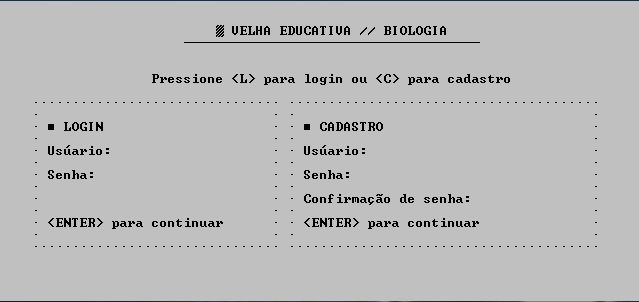 ▨ VELHA EDUCATIVA // BIOLOGIA
Pressione <L> para login ou <C> para cadastro
■ LOGIN
Usúario:
Senha:
<ENTER> para continuar
■ CADASTRO
Usúario:
Senha:
Confirmação de senha:
<ENTER> para continuar